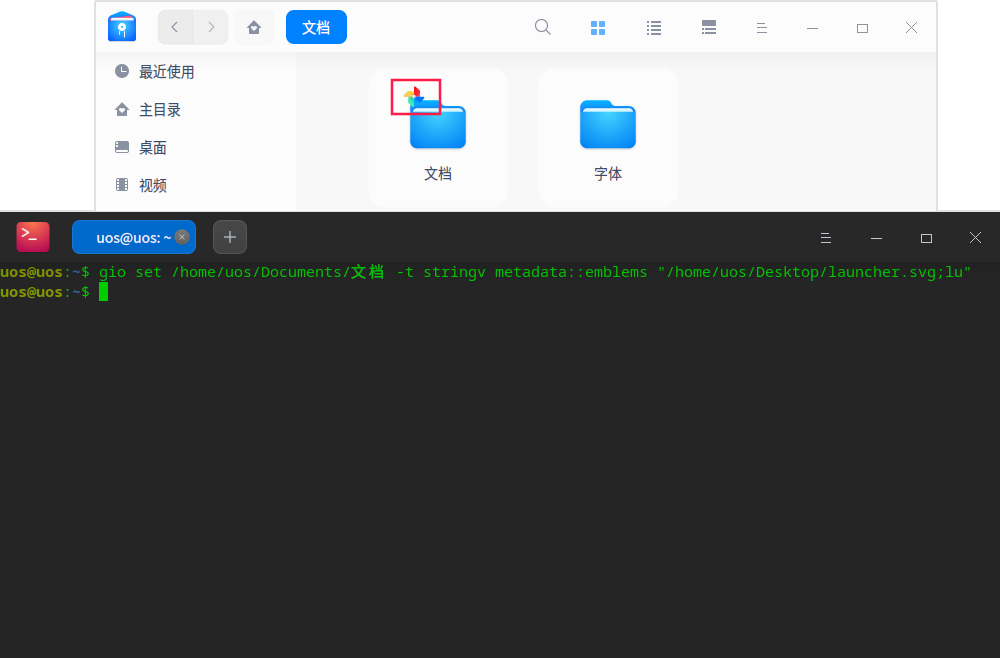 文档
最近使用
主目录
桌面
视频
文档
字体
>_
uos@uos: ~
uos@uos:~$ gio set /home/uos/Documents/文档 -t stringv metadata::emblems "/home/uos/Desktop/launcher.svg;lu"
uos@uos:~$